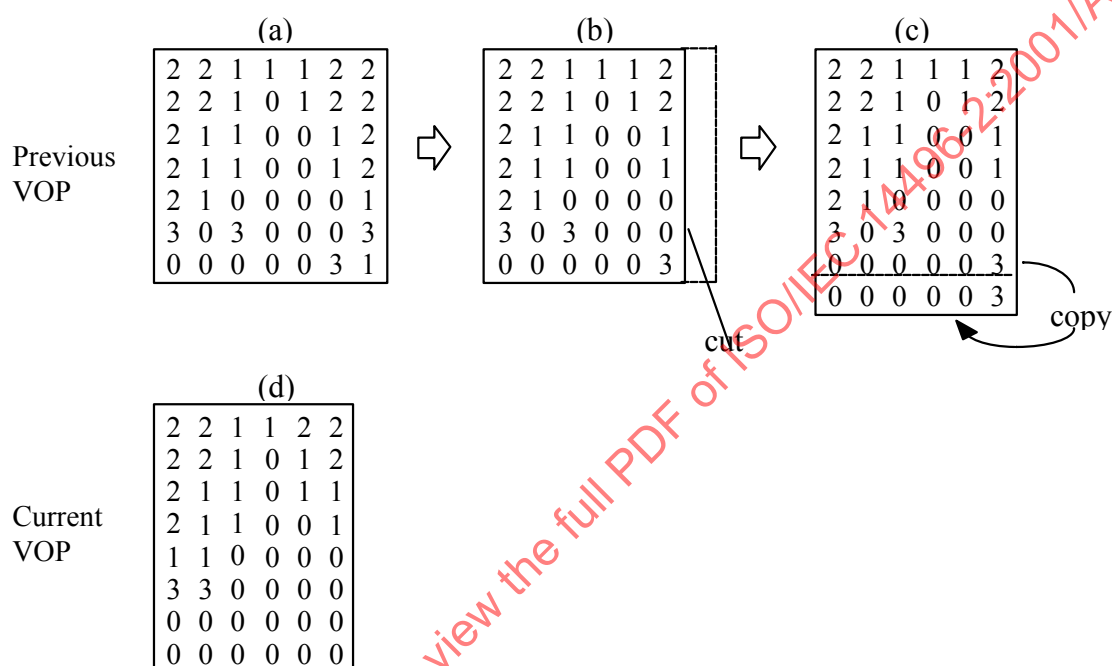 (a) (b) (c)
Previous VOP
2 2 1 1 1 2 2
2 2 1 0 1 2 2
2 1 1 0 0 1 2
2 1 1 0 0 1 2
2 1 0 0 0 0 1
3 0 3 0 0 0 3
0 0 0 0 0 3 1
2 2 1 1 1 2
2 2 1 0 1 2
2 1 1 0 0 1
2 1 1 0 0 1
2 1 0 0 0 0
3 0 3 0 0 0
0 0 0 0 0 3
cut
2 2 1 1 1 2
2 2 1 0 1 2
2 1 1 0 0 1
2 1 1 0 0 1
2 1 0 0 0 0
3 0 3 0 0 0
0 0 0 0 0 3
0 0 0 0 0 3
copy
(d)
Current VOP
2 2 1 1 2 2
2 2 1 0 1 2
2 1 1 0 1 1
2 1 1 0 0 1
1 1 0 0 0 0
3 3 0 0 0 0
0 0 0 0 0 0
0 0 0 0 0 0
view the full PDF of ISO/IEC 14496-2:2001/A